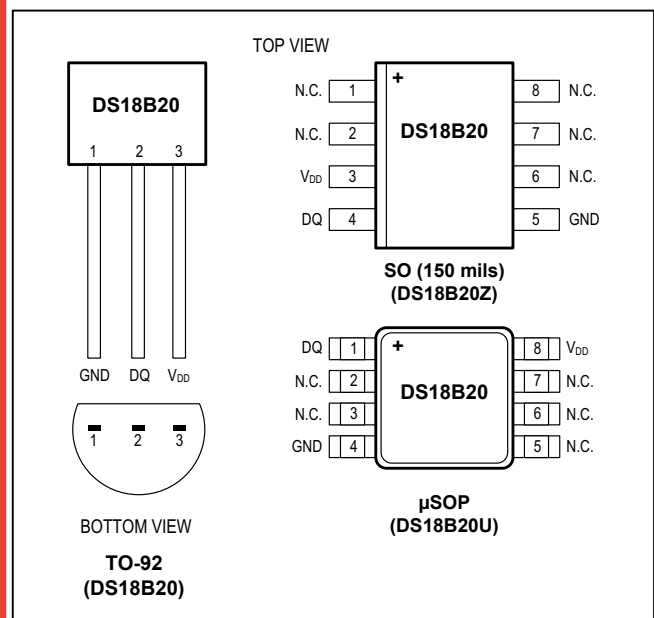 TOP VIEW
DS18B20
1 2 3
GND DQ VDD
1 2 3
BOTTOM VIEW
TO-92
(DS18B20)
+
N.C. 1 8 N.C.
N.C. 2 DS18B20 7 N.C.
VDD 3 6 N.C.
DQ 4 5 GND
SO (150 mils)
(DS18B20Z)
+
DQ 1 8 VDD
N.C. 2 DS18B20 7 N.C.
N.C. 3 6 N.C.
GND 4 5 N.C.
µSOP
(DS18B20U)